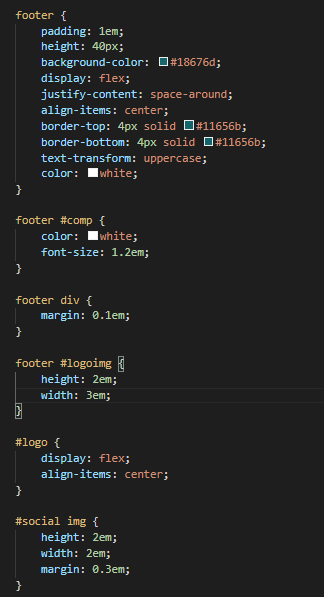 footer {
    padding: 1em;
    height: 40px;
    background-color: #18676d;
    display: flex;
    justify-content: space-around;
    align-items: center;
    border-top: 4px solid #11656b;
    border-bottom: 4px solid #11656b;
    text-transform: uppercase;
    color: white;
}

footer #comp {
    color: white;
    font-size: 1.2em;
}

footer div {
    margin: 0.1em;
}

footer #logoimg {
    height: 2em;
    width: 3em;
}

#logo {
    display: flex;
    align-items: center;
}

#social img {
    height: 2em;
    width: 2em;
    margin: 0.3em;
}